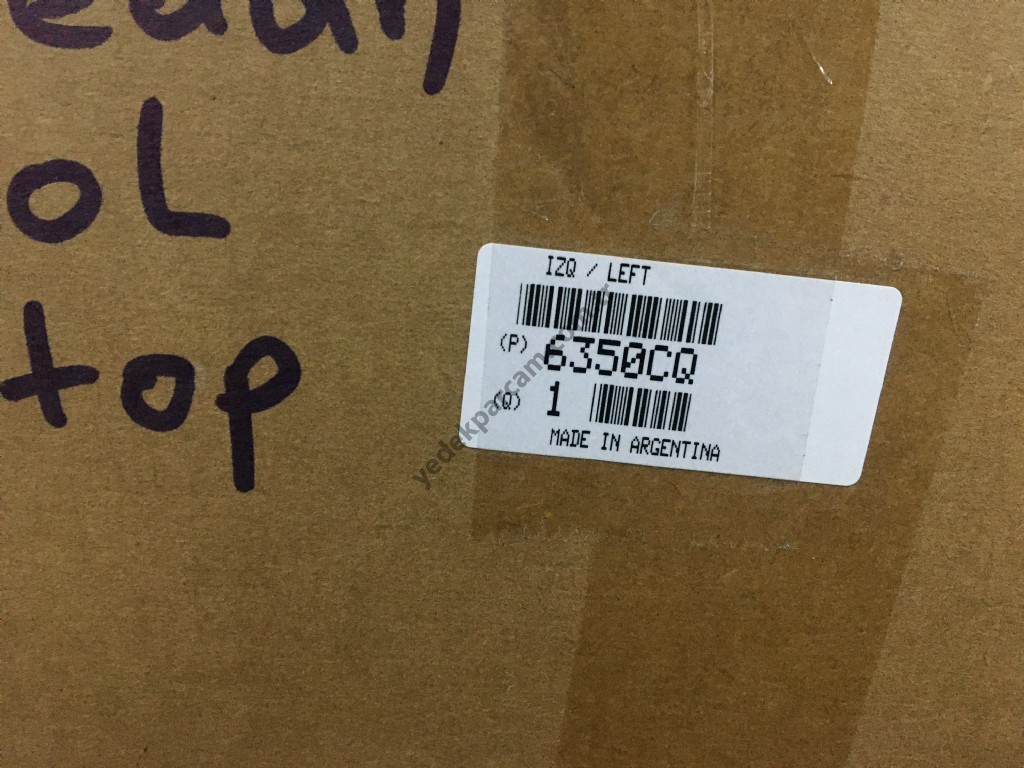 oL
top
IZQ / LEFT
(P) 6350CQ
(Q) 1
MADE IN ARGENTINA